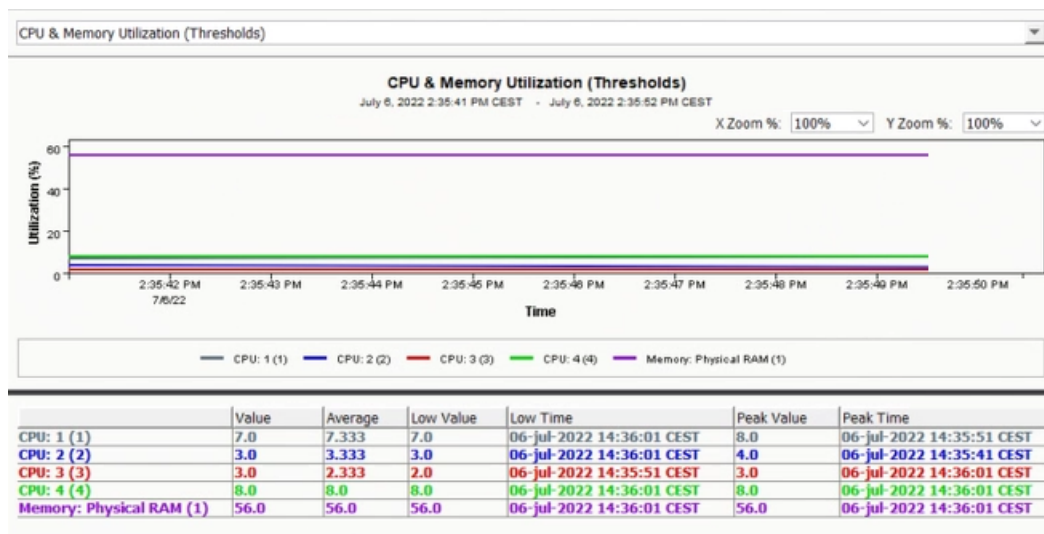 CPU & Memory Utilization (Thresholds)
CPU & Memory Utilization (Thresholds)
July 6, 2022 2:35:41 PM CEST - July 6, 2022 2:35:52 PM CEST
X Zoom %: 100% Y Zoom %: 100%
60
40
20
0
Utilization (%)
2:35:42 PM 2:35:43 PM 2:35:44 PM 2:35:45 PM 2:35:46 PM 2:35:47 PM 2:35:48 PM 2:35:49 PM 2:35:50 PM
7/6/22
Time
CPU: 1 (1) CPU: 2 (2) CPU: 3 (3) CPU: 4 (4) Memory: Physical RAM (1)
Value Average Low Value Low Time Peak Value Peak Time
CPU: 1 (1) 7.0 7.333 7.0 06-jul-2022 14:36:01 CEST 8.0 06-jul-2022 14:35:51 CEST
CPU: 2 (2) 3.0 3.333 3.0 06-jul-2022 14:36:01 CEST 4.0 06-jul-2022 14:35:41 CEST
CPU: 3 (3) 3.0 2.333 2.0 06-jul-2022 14:35:51 CEST 3.0 06-jul-2022 14:36:01 CEST
CPU: 4 (4) 8.0 8.0 8.0 06-jul-2022 14:36:01 CEST 8.0 06-jul-2022 14:36:01 CEST
Memory: Physical RAM (1) 56.0 56.0 56.0 06-jul-2022 14:36:01 CEST 56.0 06-jul-2022 14:36:01 CEST